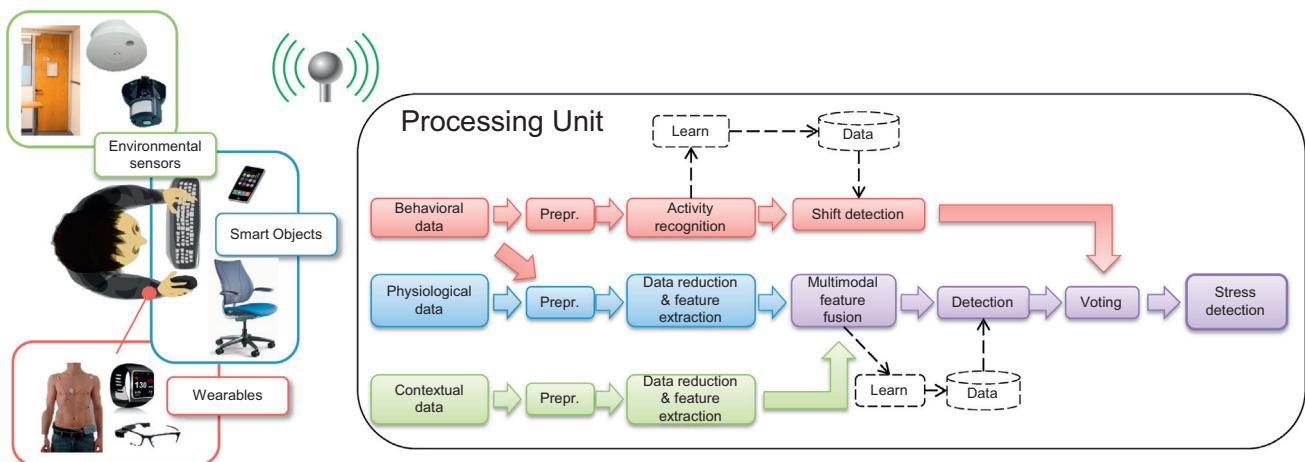 Processing Unit
Environmental
sensors
Smart Objects
130
Wearables
Learn
Data
Behavioral
data
Prepr.
Activity
recognition
Shift detection
Physiological
data
Prepr.
Data reduction
& feature
extraction
Multimodal
feature
fusion
Detection
Voting
Stress
detection
Contextual
data
Prepr.
Data reduction
& feature
extraction
Learn
Data